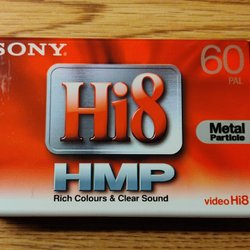 SONY
60
PAL
Hi8
Metal
Particle
HMP
Rich Colours & Clear Sound
video Hi8